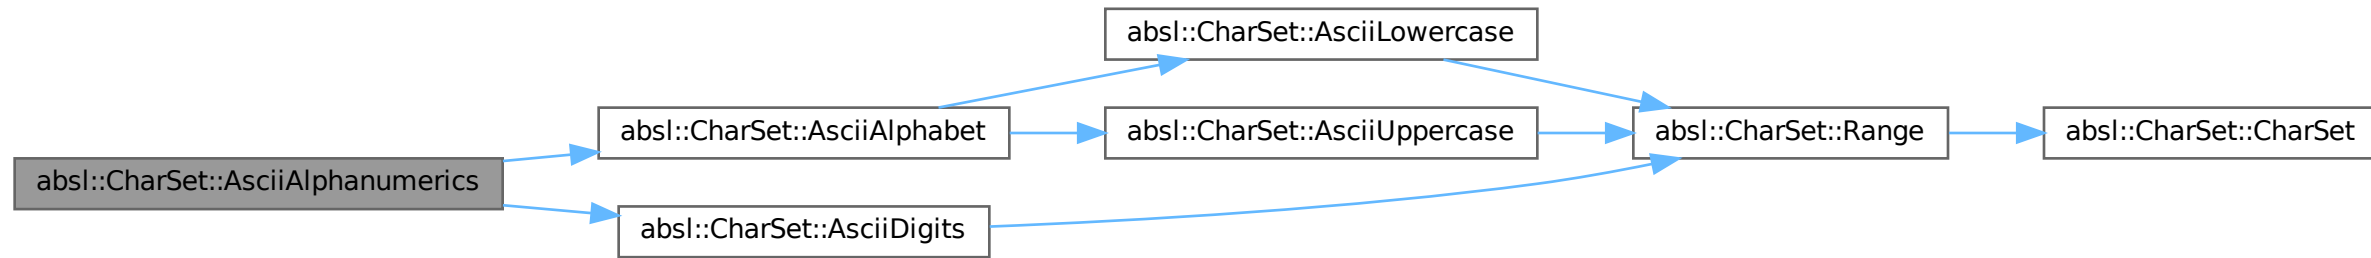 absl::CharSet::AsciiAlphanumerics
absl::CharSet::AsciiAlphabet
absl::CharSet::AsciiDigits
absl::CharSet::AsciiLowercase
absl::CharSet::AsciiUppercase
absl::CharSet::Range
absl::CharSet::CharSet